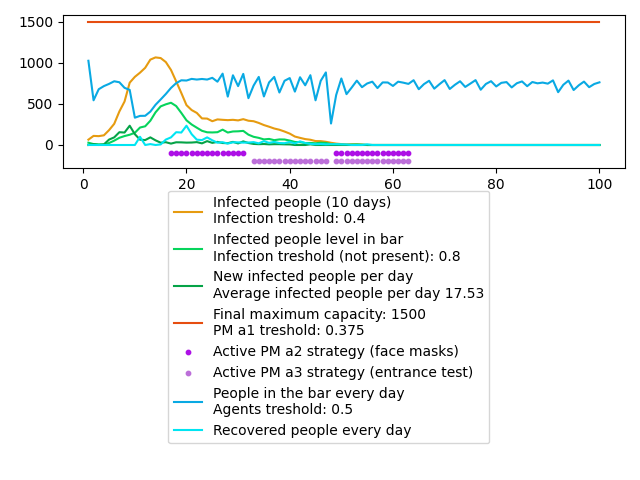 1500
1000
500
0
0 20 40 60 80 100
Infected people (10 days)
Infection treshold: 0.4
Infected people level in bar
Infection treshold (not present): 0.8
New infected people per day
Average infected people per day 17.53
Final maximum capacity: 1500
PM a1 treshold: 0.375
Active PM a2 strategy (face masks)
Active PM a3 strategy (entrance test)
People in the bar every day
Agents treshold: 0.5
Recovered people every day